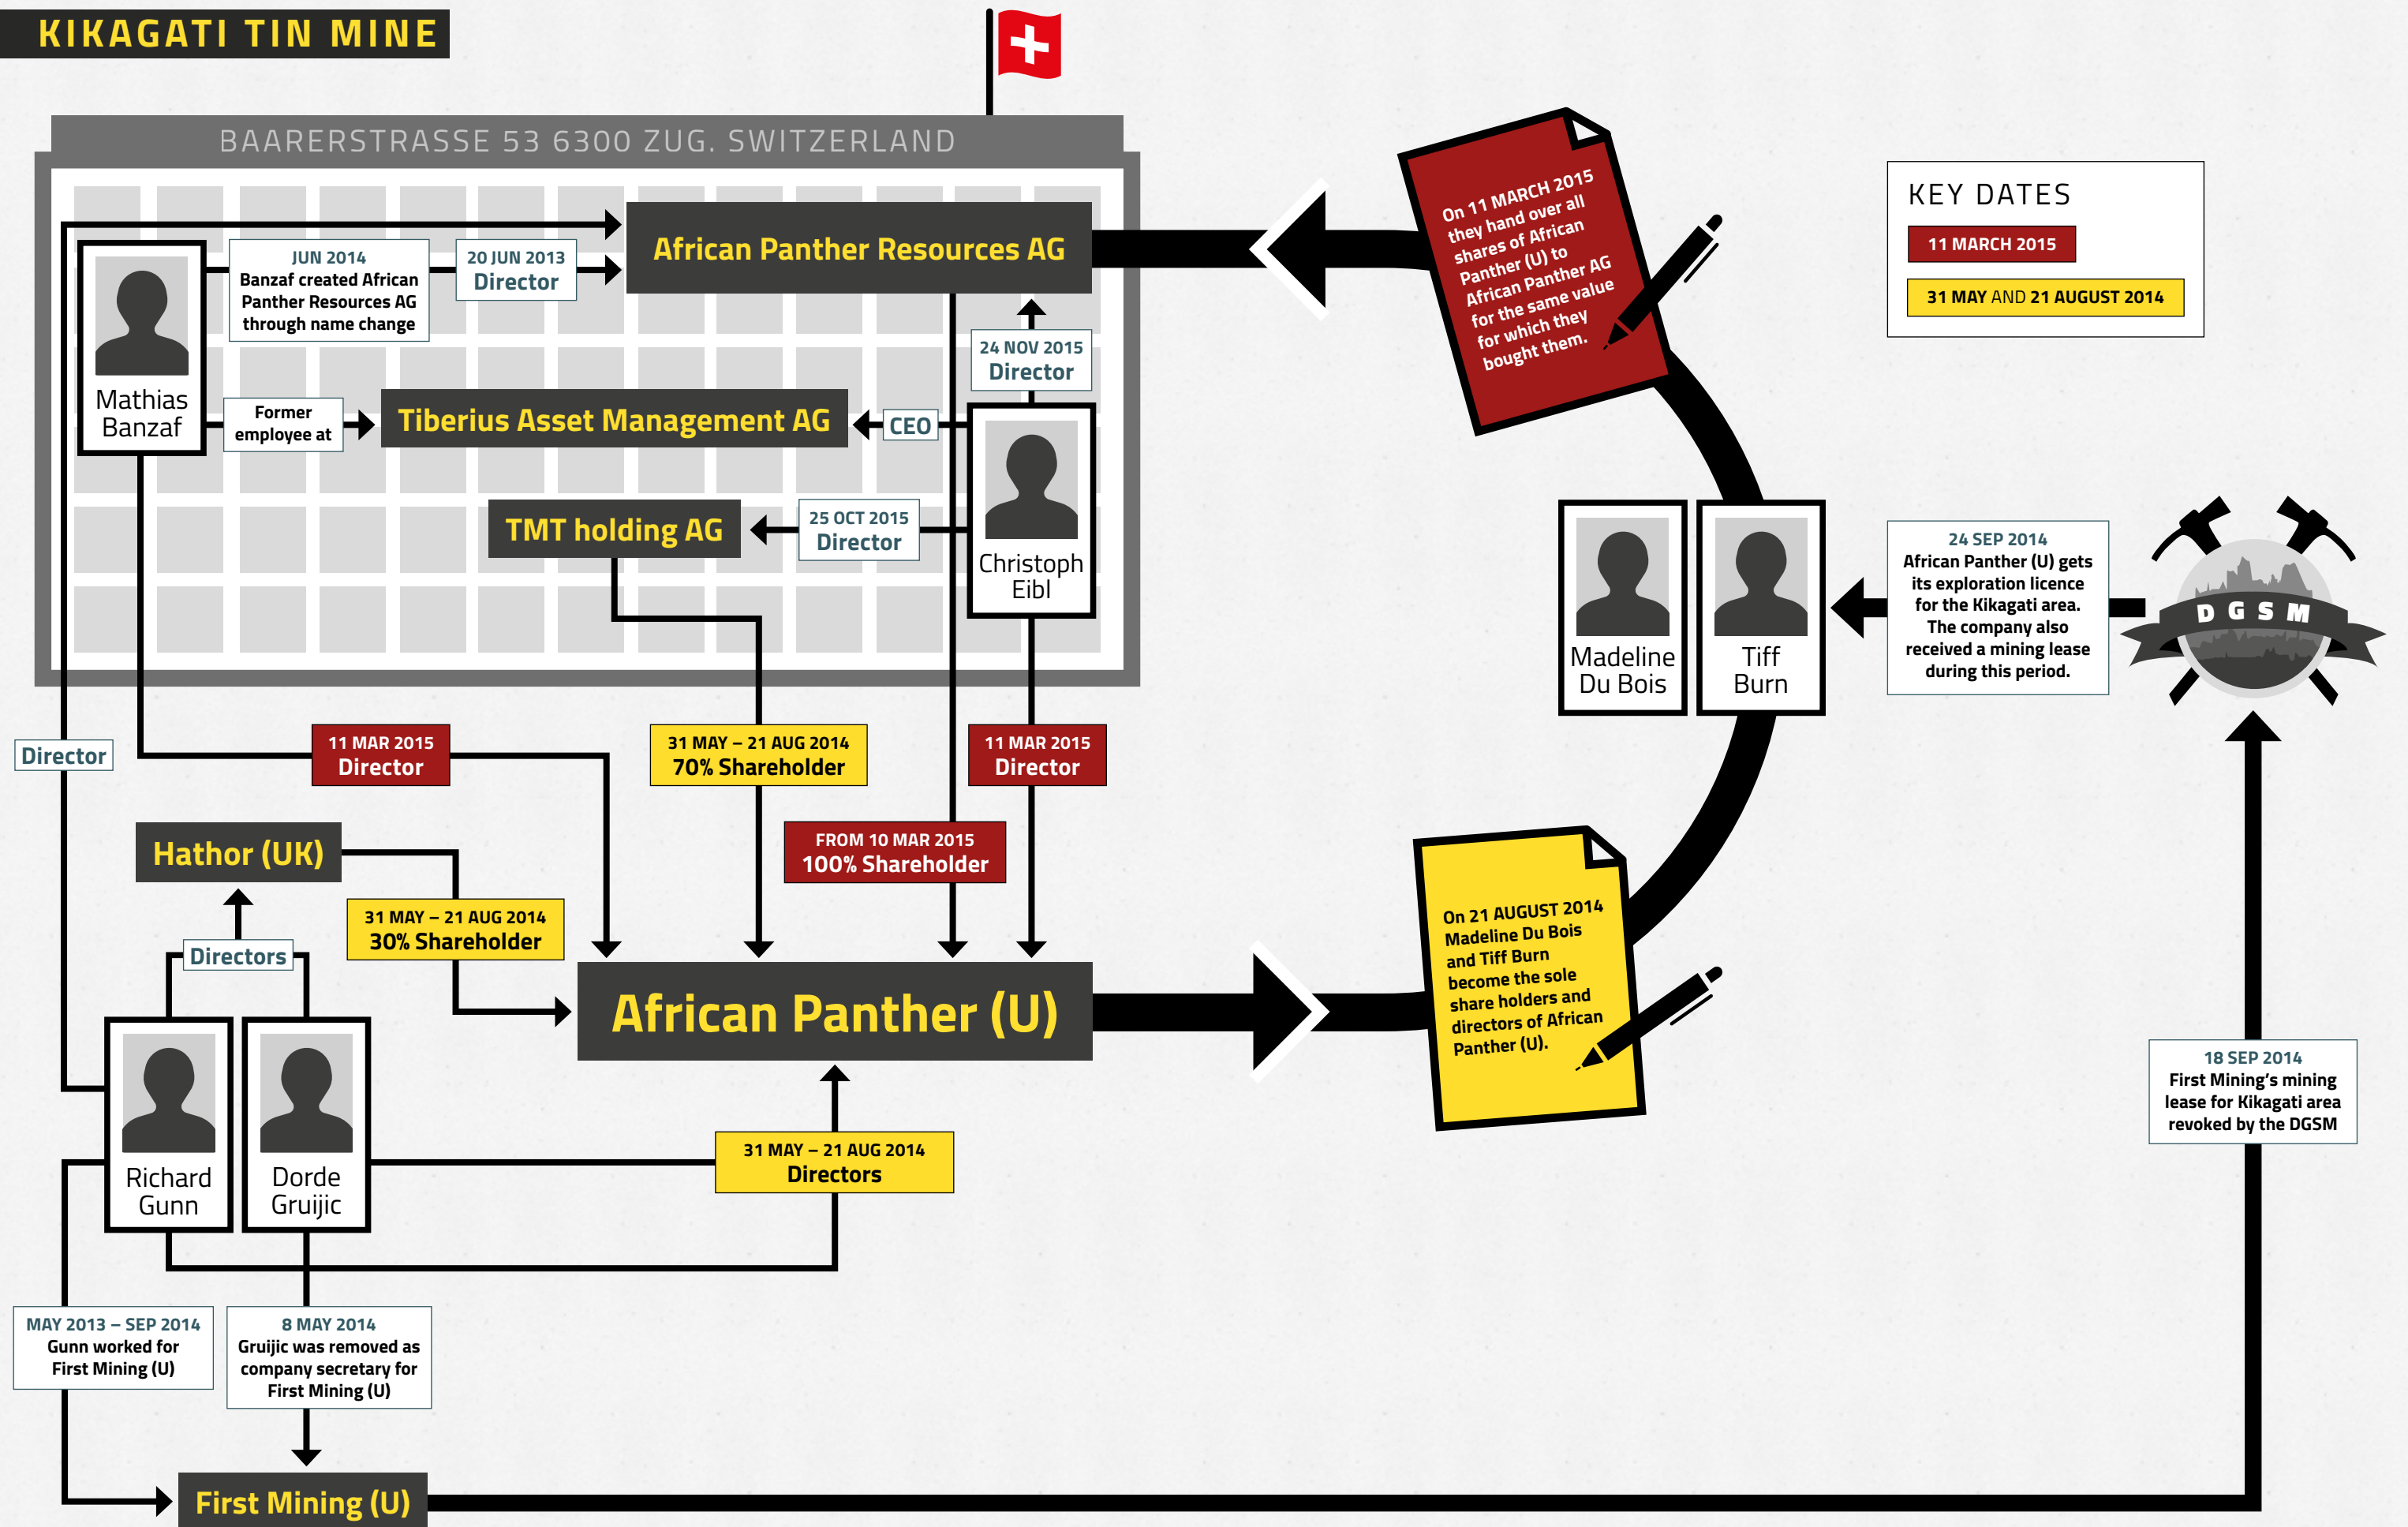 KIKAGATI TIN MINE
BAARERSTRASSE 53 6300 ZUG. SWITZERLAND
African Panther Resources AG
JUN 2014
Banzaf created African
Panther Resources AG
through name change
20 JUN 2013
Director
Mathias
Banzaf
24 NOV 2015
Director
Former
employee at
Tiberius Asset Management AG
CEO
TMT holding AG
25 OCT 2015
Director
Christoph
Eibl
On 11 MARCH 2015
they hand over all
shares of African
Panther (U) to
African Panther AG
for the same value
for which they
bought them.
KEY DATES
11 MARCH 2015
31 MAY AND 21 AUGUST 2014
Madeline
Du Bois
Tiff
Burn
24 SEP 2014
African Panther (U) gets
its exploration licence
for the Kikagati area.
The company also
received a mining lease
during this period.
DGSM
Director
11 MAR 2015
Director
31 MAY – 21 AUG 2014
70% Shareholder
11 MAR 2015
Director
FROM 10 MAR 2015
100% Shareholder
Hathor (UK)
31 MAY – 21 AUG 2014
30% Shareholder
Directors
African Panther (U)
On 21 AUGUST 2014
Madeline Du Bois
and Tiff Burn
become the sole
share holders and
directors of African
Panther (U).
Richard
Gunn
Dorde
Gruijic
31 MAY – 21 AUG 2014
Directors
18 SEP 2014
First Mining's mining
lease for Kikagati area
revoked by the DGSM
MAY 2013 – SEP 2014
Gunn worked for
First Mining (U)
8 MAY 2014
Gruijic was removed as
company secretary for
First Mining (U)
First Mining (U)